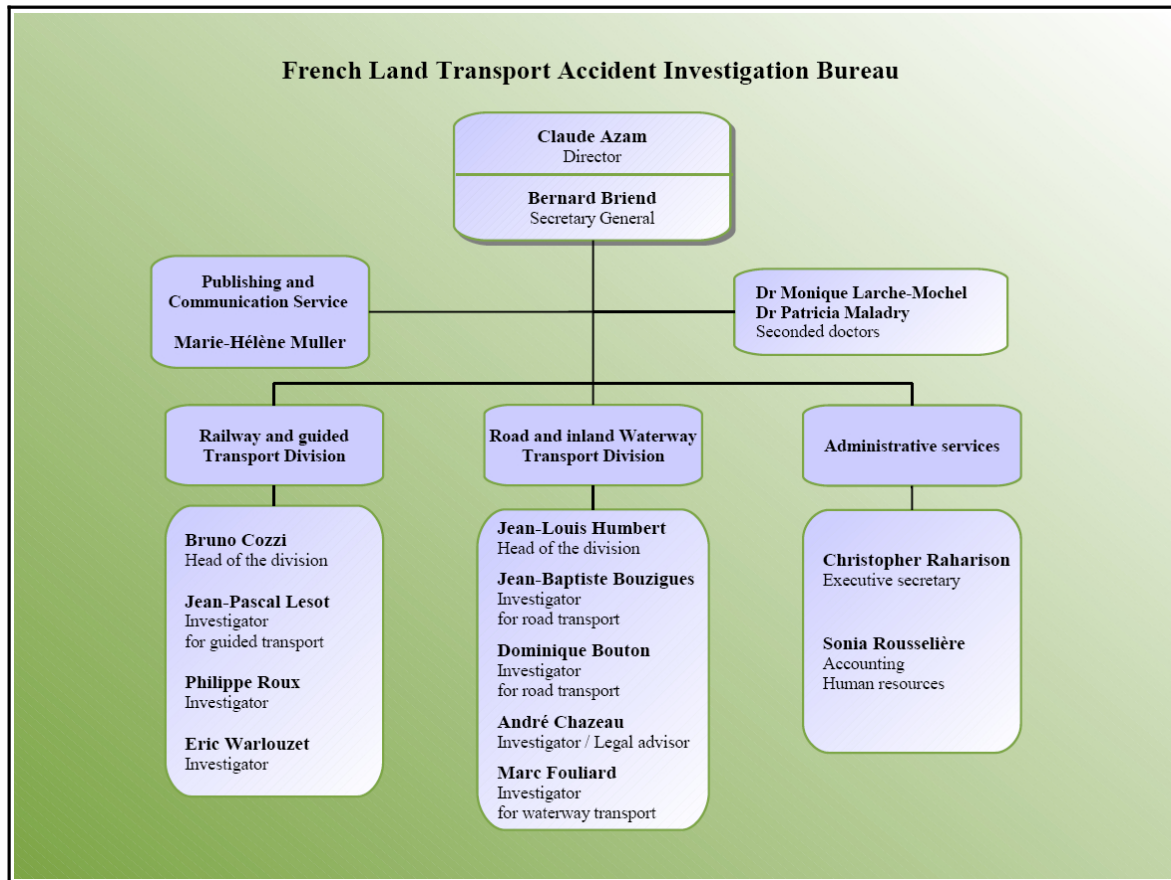 French Land Transport Accident Investigation Bureau
Claude Azam
Director
Bernard Briend
Secretary General
Publishing and
Communication Service
Marie-Hélène Muller
Dr Monique Larche-Mochel
Dr Patricia Maladry
Seconded doctors
Railway and guided
Transport Division
Road and inland Waterway
Transport Division
Administrative services
Bruno Cozzi
Head of the division
Jean-Pascal Lesot
Investigator
for guided transport
Philippe Roux
Investigator
Eric Warlouzet
Investigator
Jean-Louis Humbert
Head of the division
Jean-Baptiste Bouzigues
Investigator
for road transport
Dominique Bouton
Investigator
for road transport
André Chazeau
Investigator / Legal advisor
Marc Fouliard
Investigator
for waterway transport
Christopher Raharison
Executive secretary
Sonia Rousselière
Accounting
Human resources